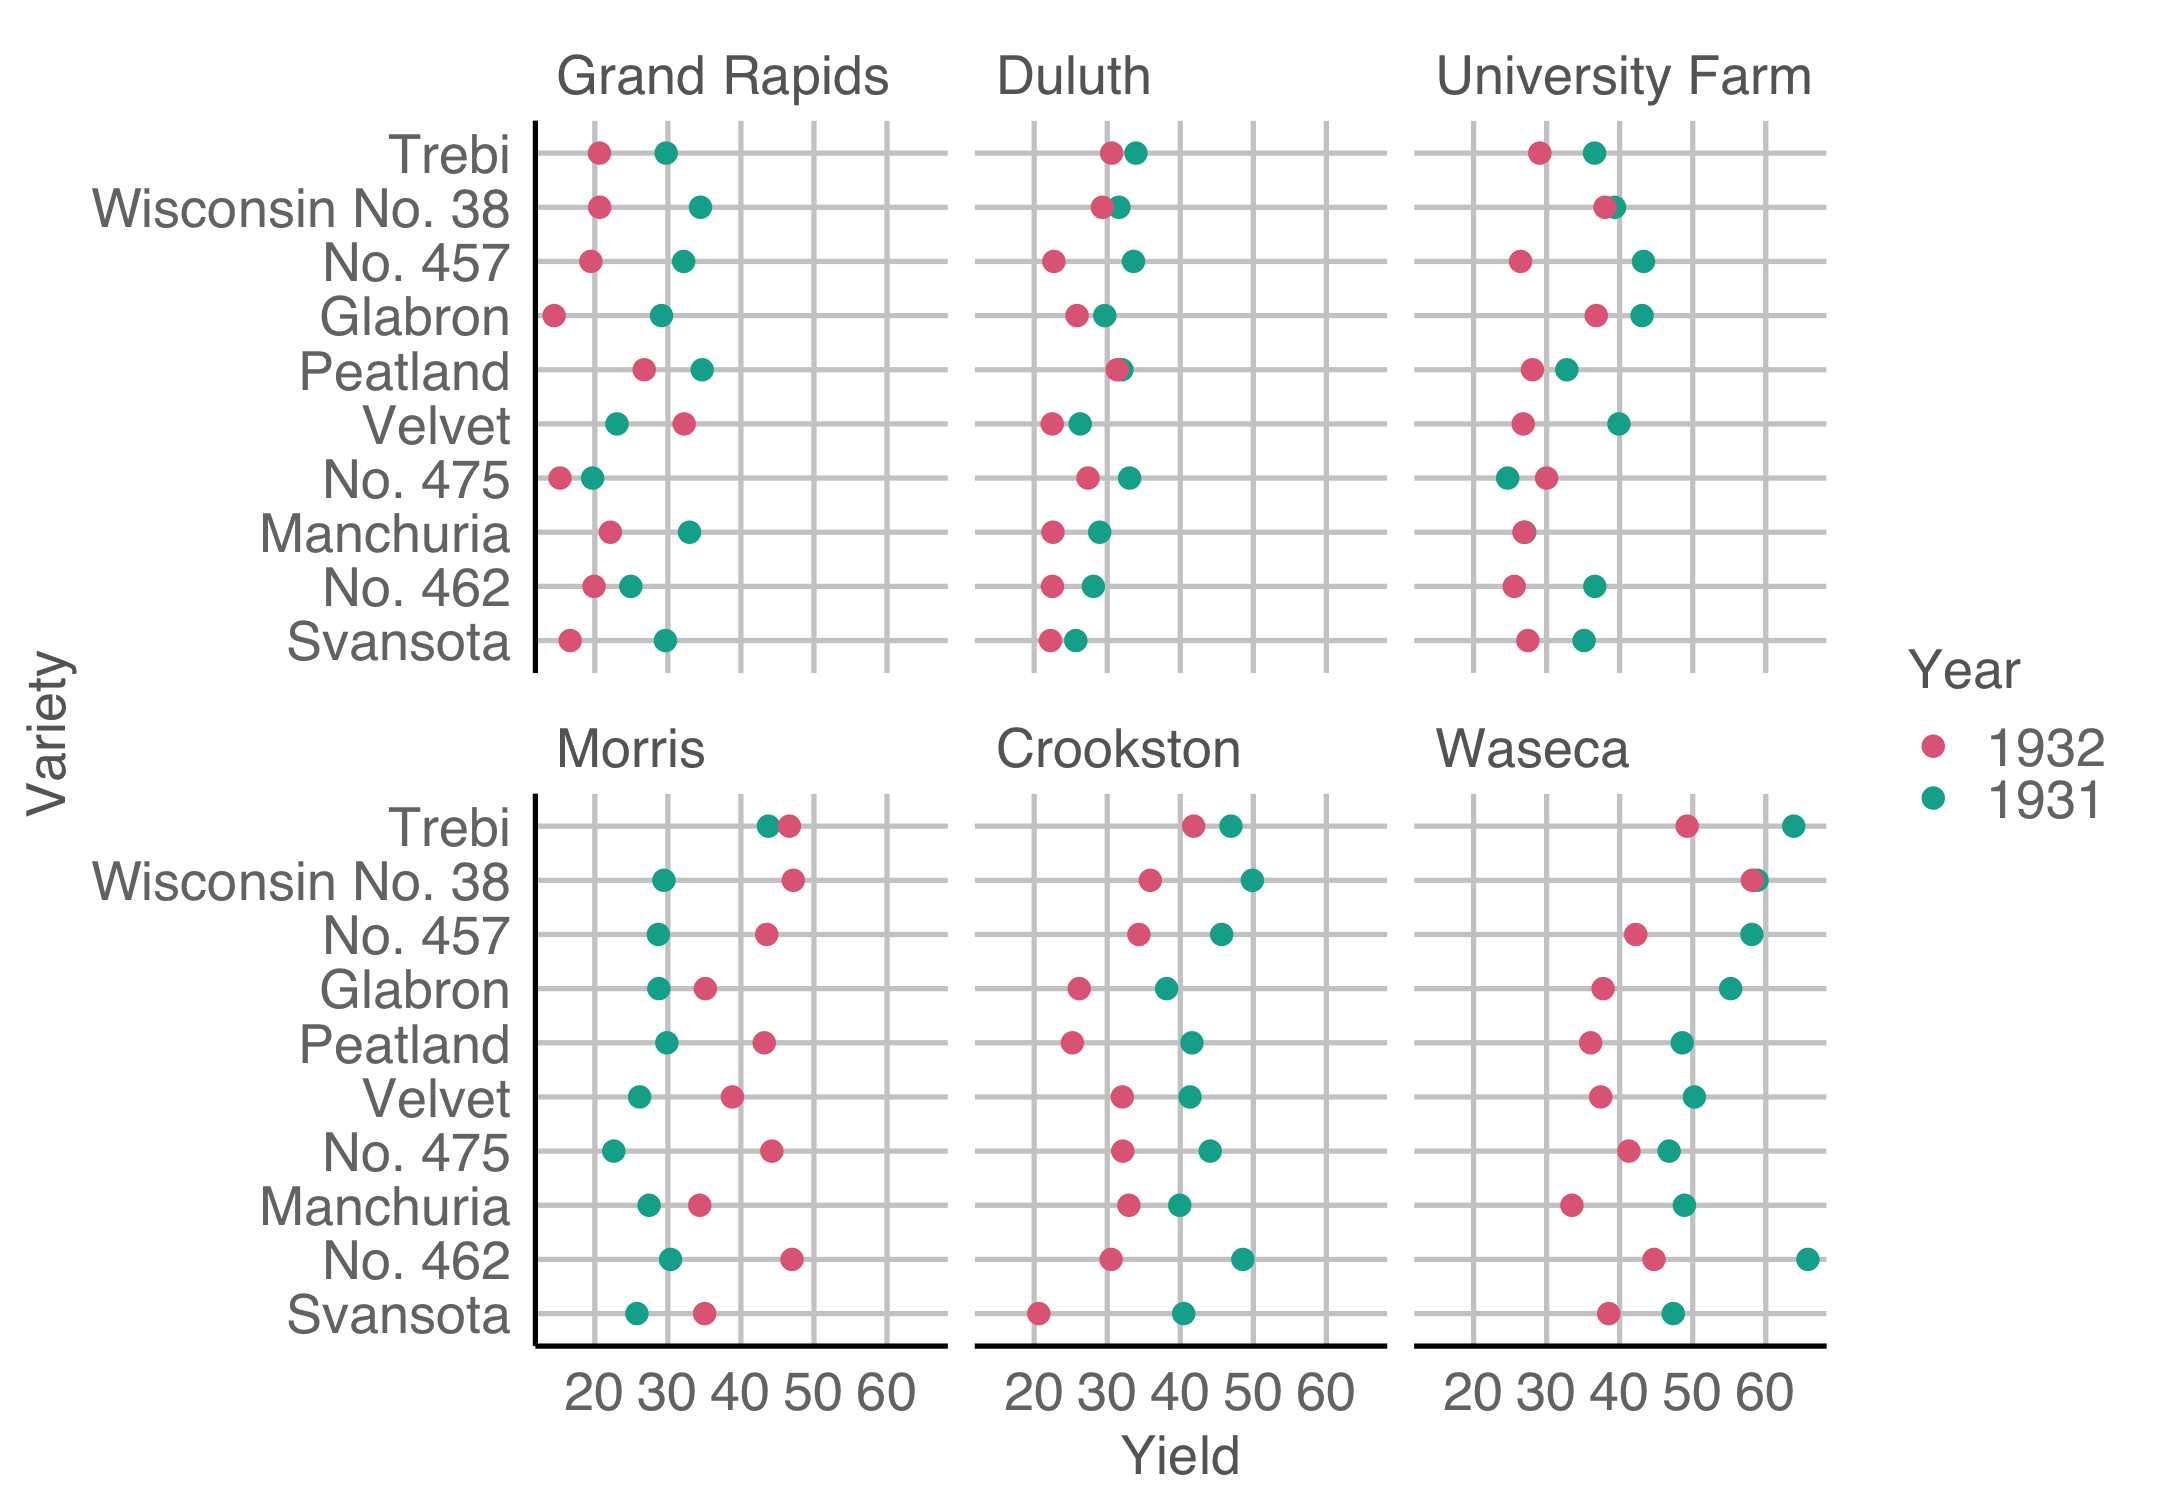 Grand Rapids Duluth University Farm
Trebi
Wisconsin No. 38
No. 457
Glabron
Peatland
Velvet
No. 475
Manchuria
No. 462
Svansota
Variety
Morris Crookston Waseca
Trebi
Wisconsin No. 38
No. 457
Glabron
Peatland
Velvet
No. 475
Manchuria
No. 462
Svansota
20 30 40 50 60 20 30 40 50 60 20 30 40 50 60
Yield
Year
1932
1931